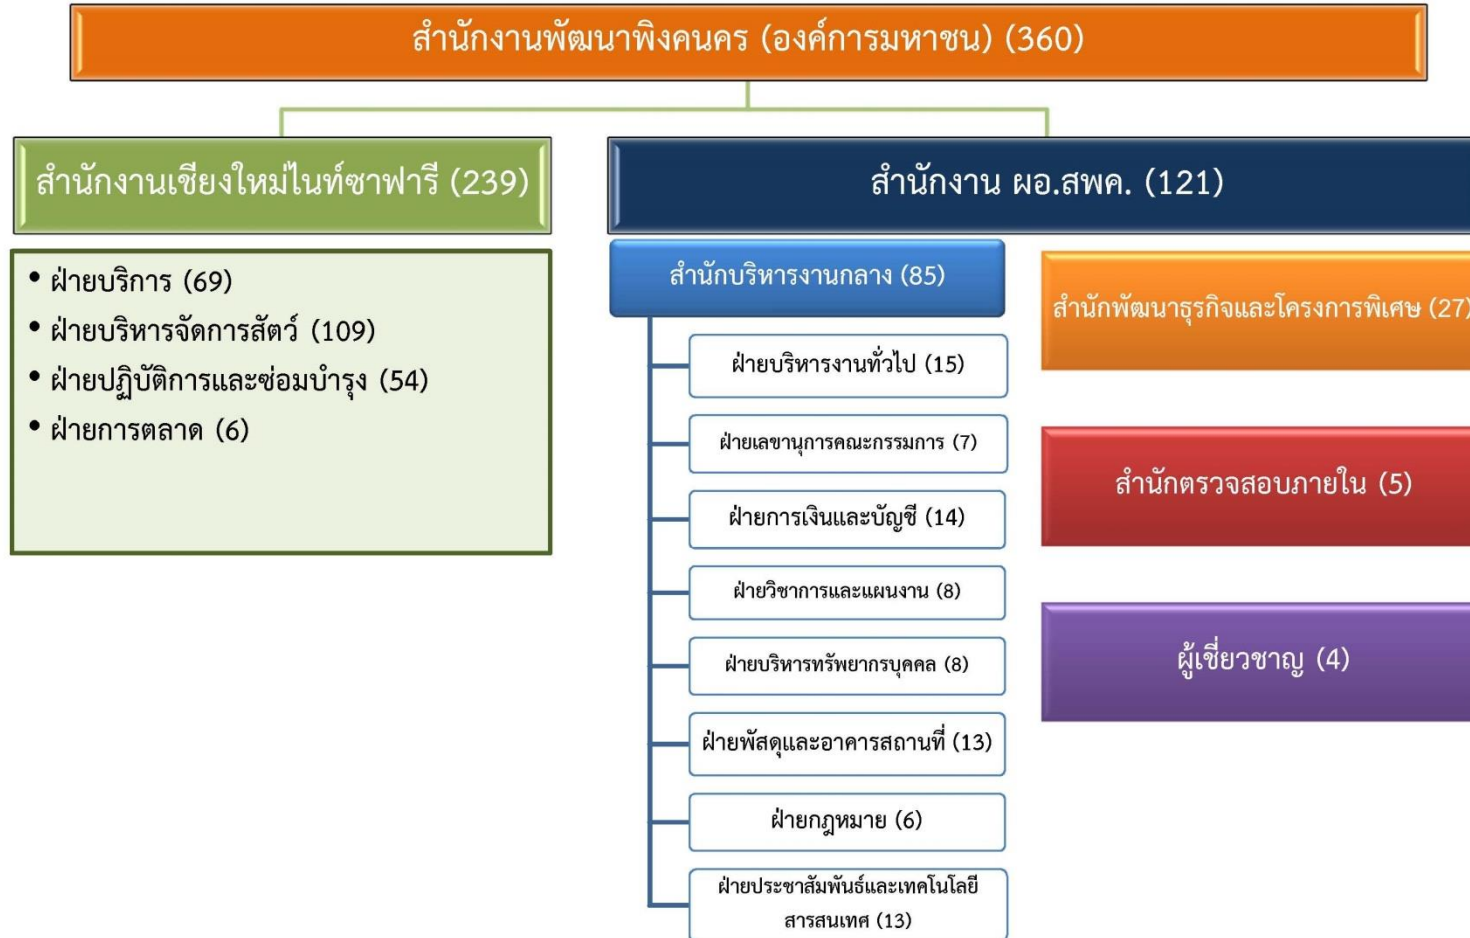 สำนักงานพัฒนาพิงคนคร (องค์การมหาชน) (360)
สำนักงานเชียงใหม่ไนท์ซาฟารี (239)
• ฝ่ายบริการ (69)
• ฝ่ายบริหารจัดการสัตว์ (109)
• ฝ่ายปฏิบัติการและซ่อมบำรุง (54)
• ฝ่ายการตลาด (6)
สำนักงาน ผอ.สพค. (121)
สำนักบริหารงานกลาง (85)
ฝ่ายบริหารงานทั่วไป (15)
ฝ่ายเลขานุการคณะกรรมการ (7)
ฝ่ายการเงินและบัญชี (14)
ฝ่ายวิชาการและแผนงาน (8)
ฝ่ายบริหารทรัพยากรบุคคล (8)
ฝ่ายพัสดุและอาคารสถานที่ (13)
ฝ่ายกฎหมาย (6)
ฝ่ายประชาสัมพันธ์และเทคโนโลยี
สารสนเทศ (13)
สำนักพัฒนาธุรกิจและโครงการพิเศษ (27)
สำนักตรวจสอบภายใน (5)
ผู้เชี่ยวชาญ (4)